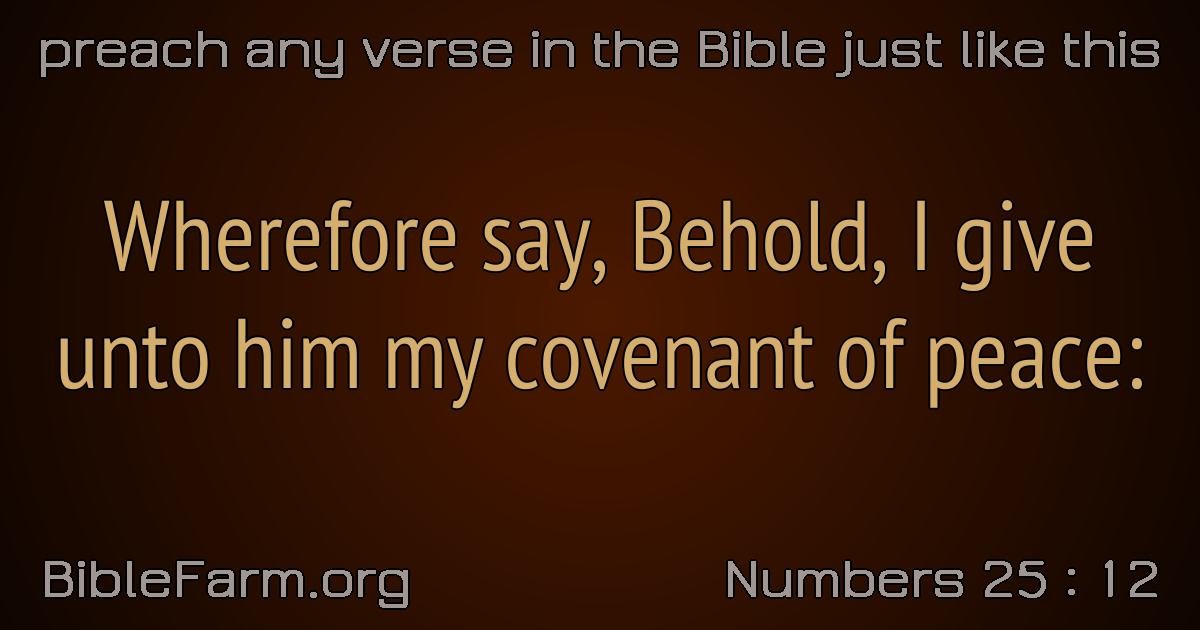 preach any verse in the Bible just like this
Wherefore say, Behold, I give
unto him my covenant of peace:
BibleFarm.org
Numbers 25 : 12